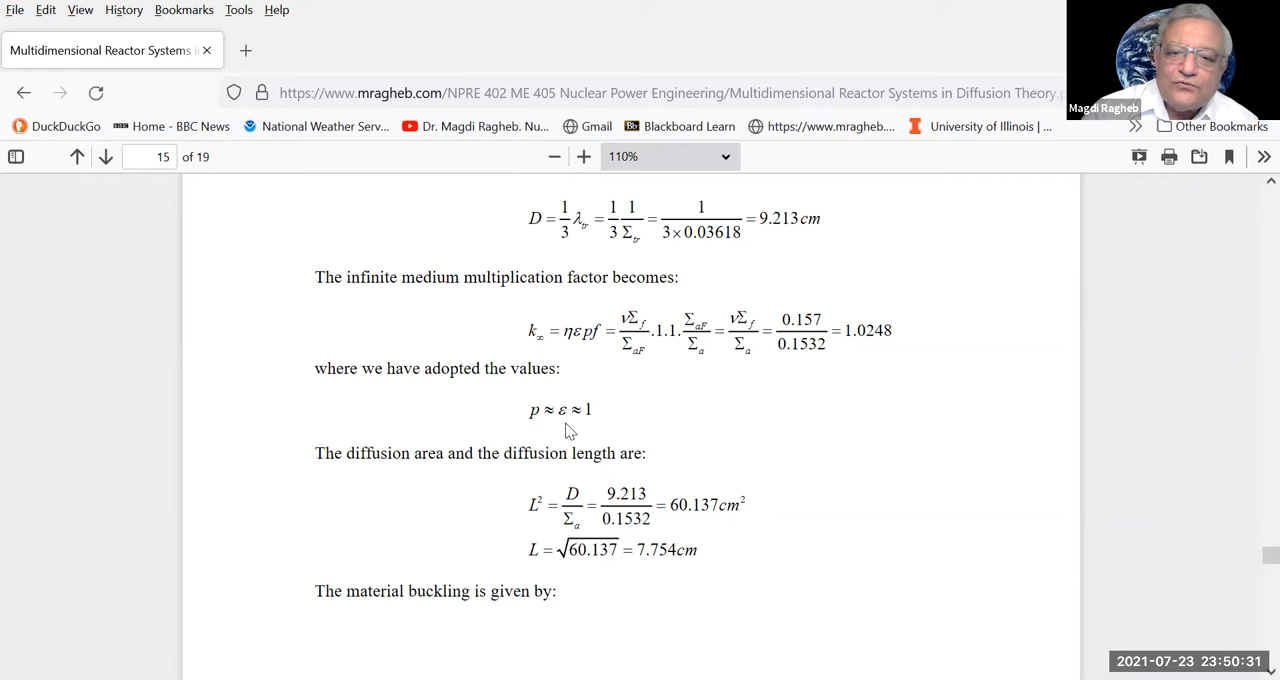 File Edit View History Bookmarks Tools Help
Multidimensional Reactor Systems i
https://www.mragheb.com/NPRE 402 ME 405 Nuclear Power Engineering/Multidimensional Reactor Systems in Diffusion Theory.p
Magdi Ragheb
DuckDuckGo BBC Home - BBC News National Weather Serv... Dr. Magdi Ragheb. Nu... Gmail Bb Blackboard Learn https://www.mragheb.... University of Illinois |... Other Bookmarks
15 of 19 110%
D = 1/3 λ_tr = 1/3 1/Σ_tr = 1/(3×0.03618) = 9.213cm
The infinite medium multiplication factor becomes:
k_∞ = ηεpf = νΣ_f/Σ_aF .1.1. Σ_aF/Σ_a = νΣ_f/Σ_a = 0.157/0.1532 = 1.0248
where we have adopted the values:
p ≈ ε ≈ 1
The diffusion area and the diffusion length are:
L² = D/Σ_a = 9.213/0.1532 = 60.137cm²
L = √60.137 = 7.754cm
The material buckling is given by:
2021-07-23 23:50:31